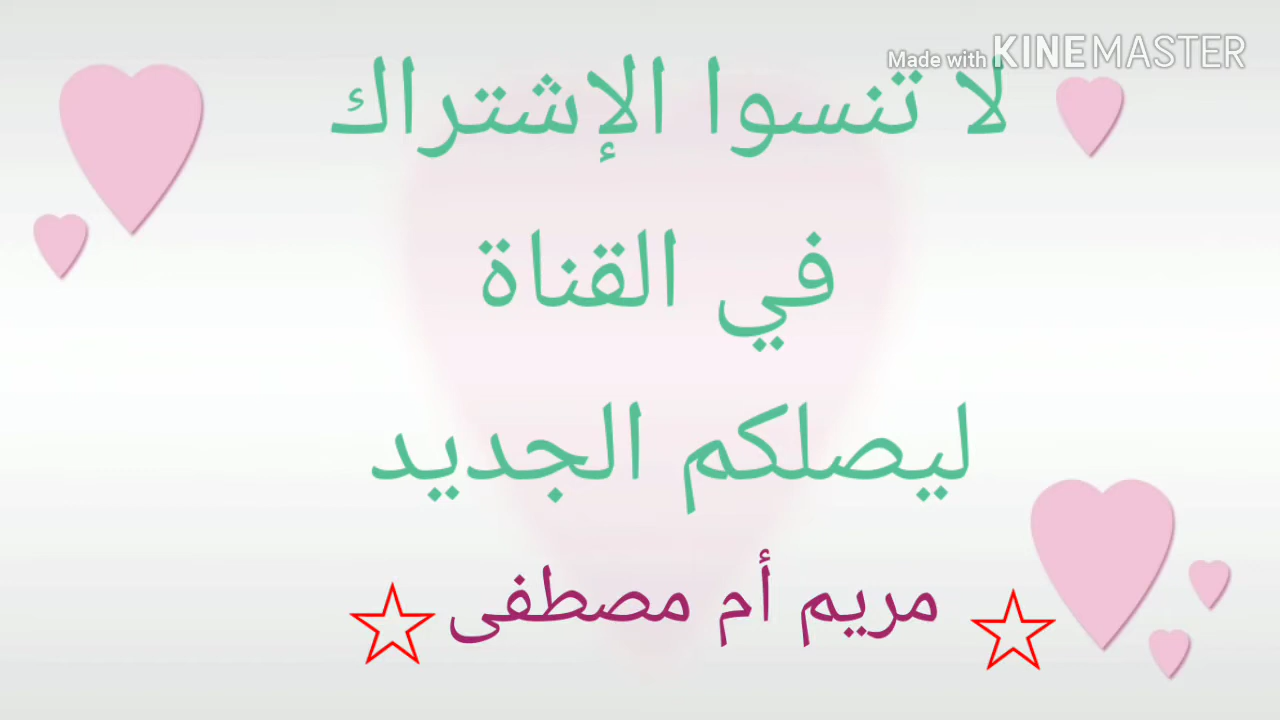 Made with KINEMASTER
لا تنسوا الإشتراك
في القناة
ليصلكم الجديد
مريم أم مصطفى